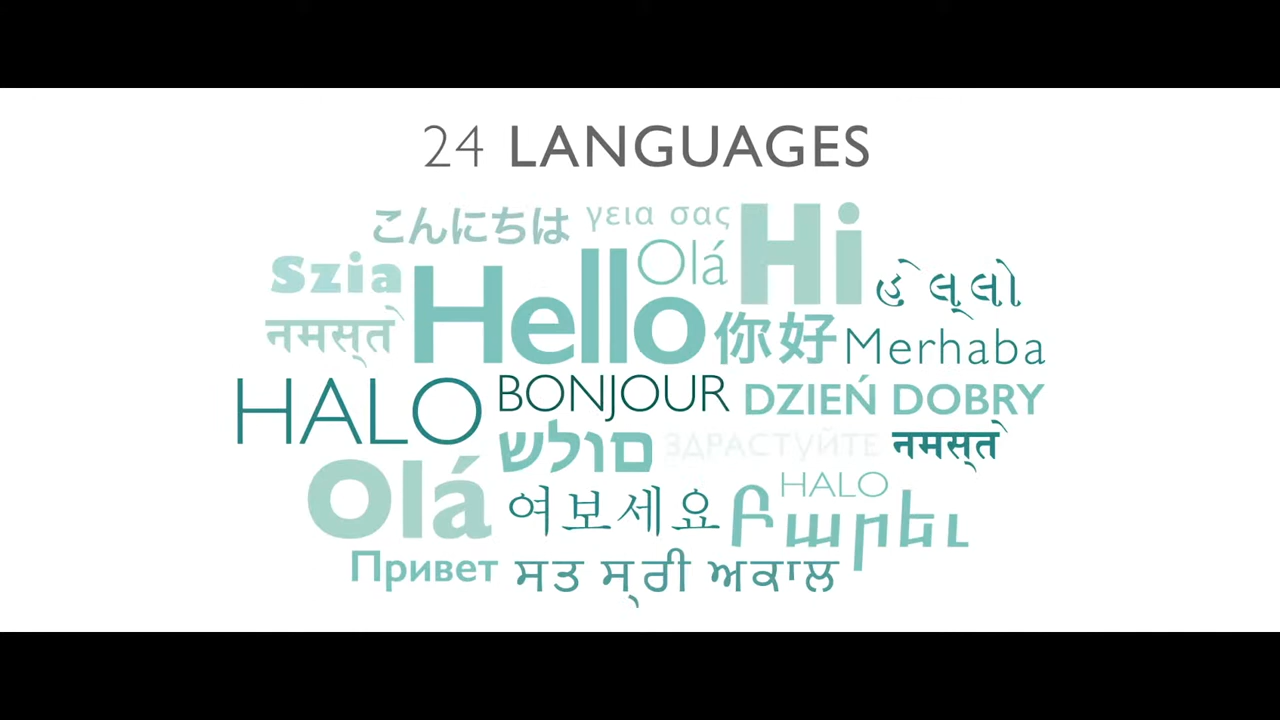 24 LANGUAGES
こんにちは
γεια σας
Hi
Olá
Szia
Hello
હેલ્લો
नमस्ते
你好
Merhaba
HALO
BONJOUR
DZIEŃ DOBRY
שלום
ЗДРАСТУЙТЕ
नमस्ते
Olá
여보세요
HALO
Բարեւ
Привет
ਸਤ ਸ੍ਰੀ ਅਕਾਲ